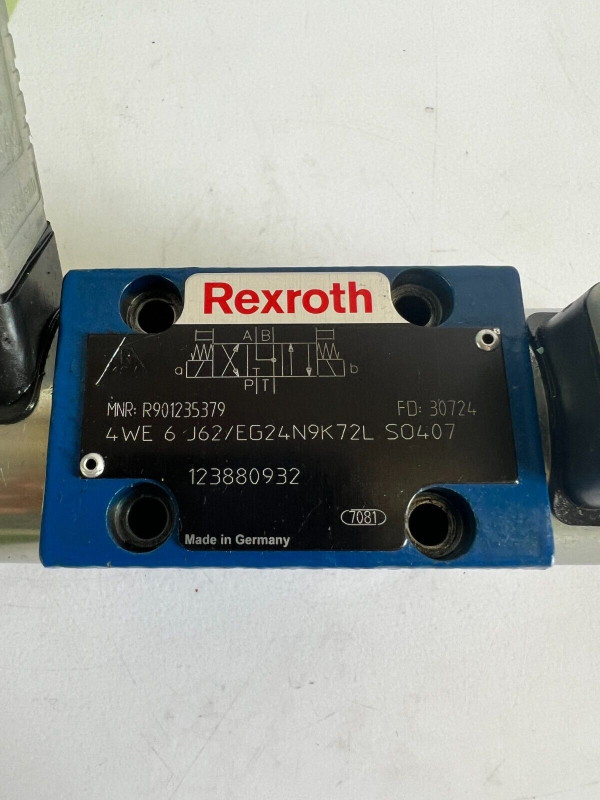 Rexroth
A B
a b
P T
MNR: R901235379 FD: 30724
4WE 6 J62/EG24N9K72L SO407
123880932
7081
Made in Germany